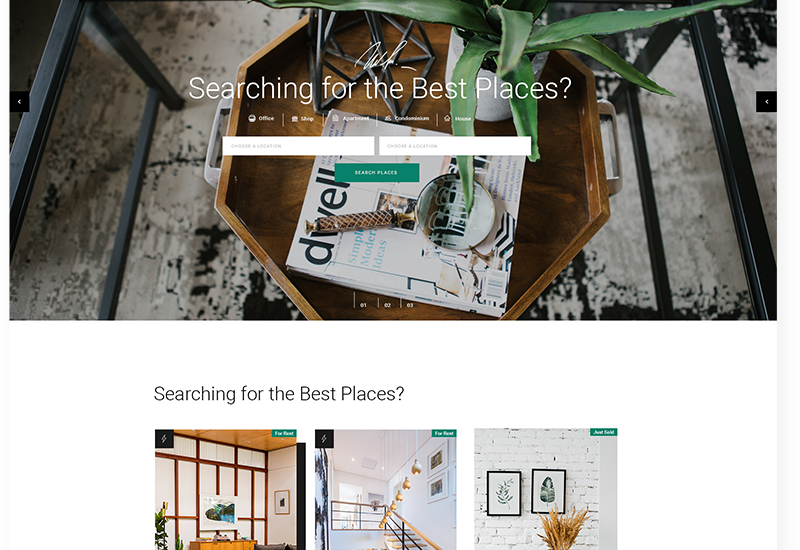 Searching for the Best Places?
Office Shop Apartment Condominium House
CHOOSE A LOCATION CHOOSE A LOCATION
SEARCH PLACES
dwell
Simple
Modern
Ideas
01 02 03
Searching for the Best Places?
For Rent For Rent Just Sold